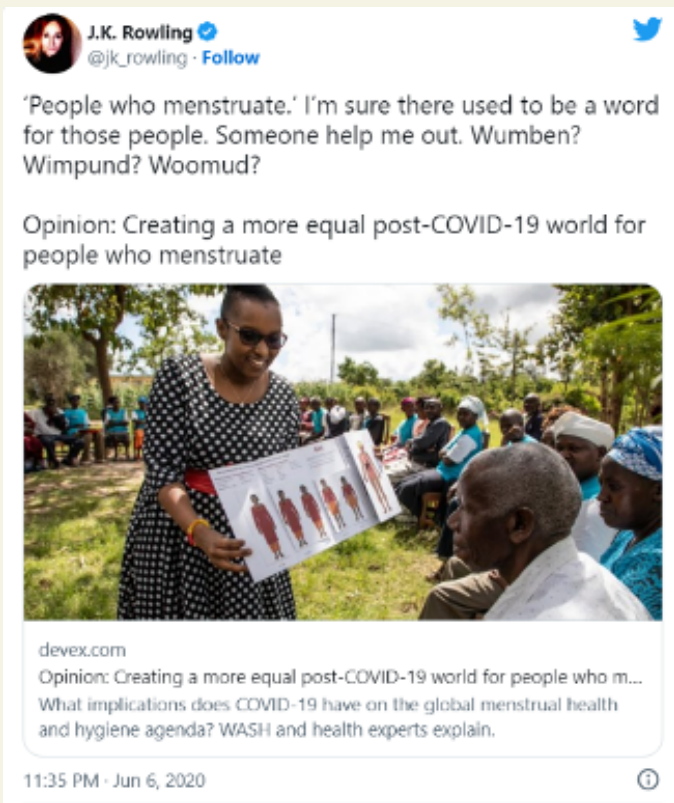 J.K. Rowling
@jk_rowling · Follow
‘People who menstruate.’ I’m sure there used to be a word
for those people. Someone help me out. Wumben?
Wimpund? Woomud?
Opinion: Creating a more equal post-COVID-19 world for
people who menstruate
devex.com
Opinion: Creating a more equal post-COVID-19 world for people who m...
What implications does COVID-19 have on the global menstrual health
and hygiene agenda? WASH and health experts explain.
11:35 PM · Jun 6, 2020